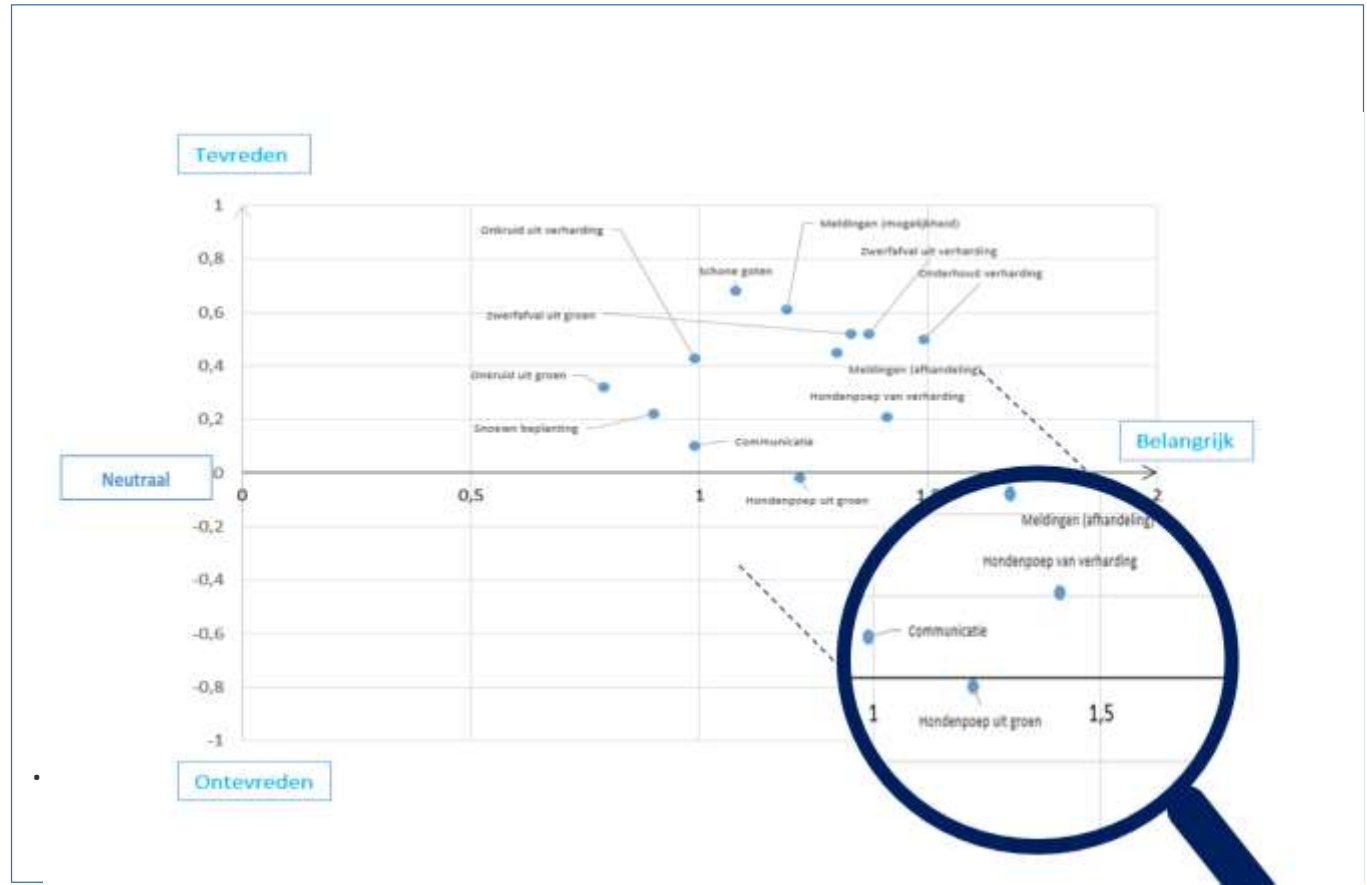 Tevreden
1
Onkruid uit verharding
Meldingen (mogelijkheid)
0,8
Zwerfafval uit verharding
Schone goten
Onderhoud verharding
0,6
Zwerfafval uit groen
0,4
Onkruid uit groen
Meldingen (afhandeling)
Hondenpoep van verharding
0,2
Snoeien beplanting
Communicatie
Belangrijk
Neutraal
0
0
0,5
1
2
Hondenpoep uit groen
-0,2
Meldingen (afhandeling)
-0,4
Hondenpoep van verharding
-0,6
Communicatie
-0,8
1
1,5
Hondenpoep uit groen
-1
Ontevreden